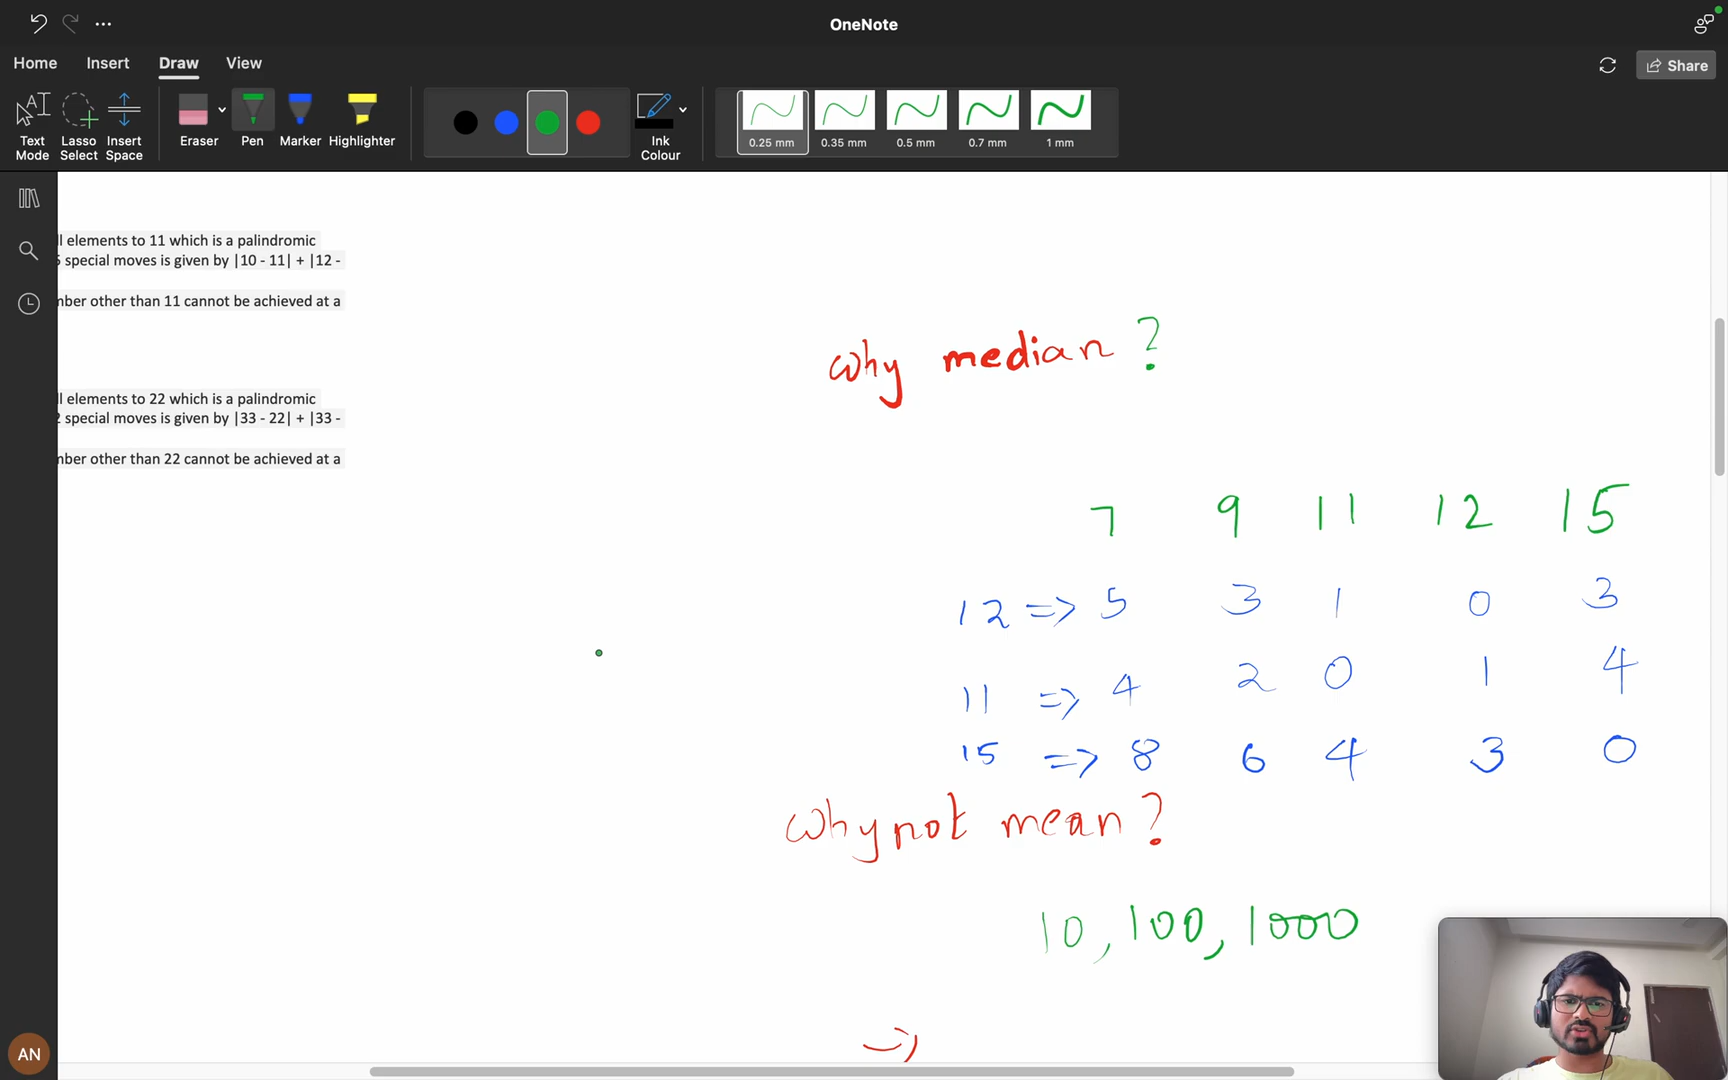 OneNote
Home Insert Draw View
Share
Text Mode
Lasso Select
Insert Space
Eraser
Pen
Marker
Highlighter
Ink Colour
0.25 mm
0.35 mm
0.5 mm
0.7 mm
1 mm
elements to 11 which is a palindromic
special moves is given by |10 - 11| + |12 -
other than 11 cannot be achieved at a
elements to 22 which is a palindromic
special moves is given by |33 - 22| + |33 -
other than 22 cannot be achieved at a
why median ?
7 9 11 12 15
12 => 5 3 1 0 3
11 => 4 2 0 1 4
15 => 8 6 4 3 0
why not mean ?
10, 100, 1000
=>
AN